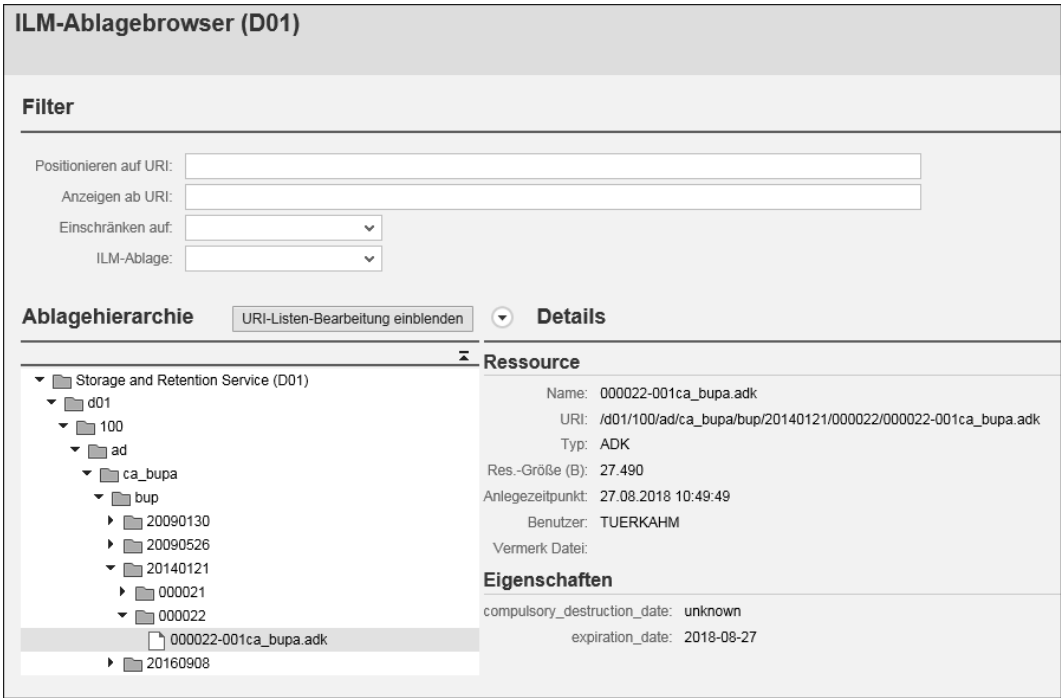 ILM-Ablagebrowser (D01)
Filter
Positionieren auf URI:
Anzeigen ab URI:
Einschränken auf:
ILM-Ablage:
Ablagehierarchie
URI-Listen-Bearbeitung einblenden
Storage and Retention Service (D01)
d01
100
ad
ca_bupa
bup
20090130
20090526
20140121
000021
000022
000022-001ca_bupa.adk
20160908
Details
Ressource
Name: 000022-001ca_bupa.adk
URI: /d01/100/ad/ca_bupa/bup/20140121/000022/000022-001ca_bupa.adk
Typ: ADK
Res.-Größe (B): 27.490
Anlegezeitpunkt: 27.08.2018 10:49:49
Benutzer: TUERKAHM
Vermerk Datei:
Eigenschaften
compulsory_destruction_date: unknown
expiration_date: 2018-08-27